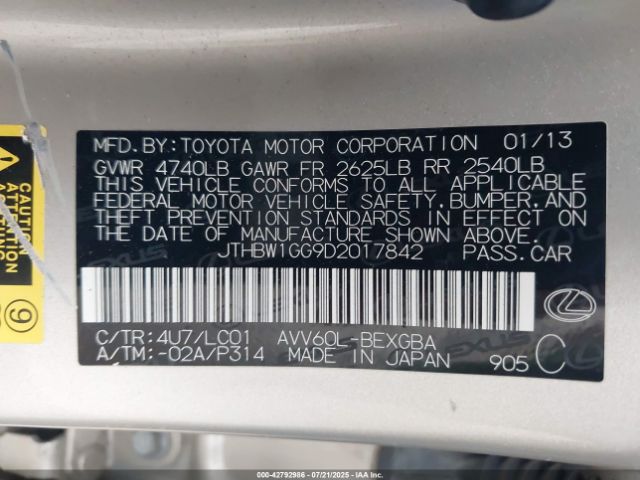 MFD.BY:TOYOTA MOTOR CORPORATION 01/13
GVWR 4740LB GAWR FR 2625LB RR 2540LB
THIS VEHICLE CONFORMS TO ALL APPLICABLE
FEDERAL MOTOR VEHICLE SAFETY,BUMPER,AND
THEFT PREVENTION STANDARDS IN EFFECT ON
THE DATE OF MANUFACTURE SHOWN ABOVE.
JTHBW1GG9D2017842 PASS.CAR
C/TR:4U7/LC01 AVV60L-BEXGBA
A/TM:-02A/P314 MADE IN JAPAN 905 C
CAUTION
9
000-42792986 | 07/21/2025 | IAA Inc.